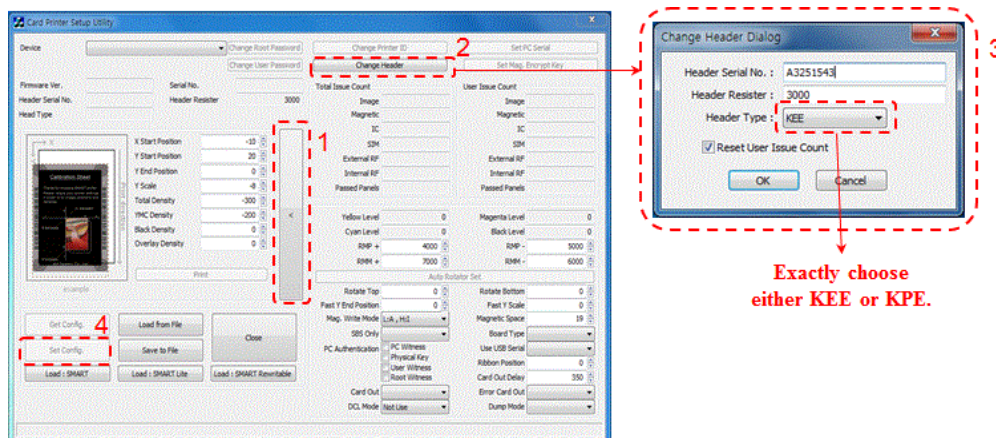 Card Printer Setup Utility
Device
Change Root Password
Change User Password
Firmware Ver.
Serial No.
Header Serial No.
Header Resister 3000
Head Type
X Start Position -10
Y Start Position 20
Y End Position 0
Y Scale -8
Total Density -300
YMC Density -200
Black Density 0
Overlay Density 0
Print
example
Calibration Sheet
1
<
Get Config.
4
Load from File
Close
Set Config.
Save to File
Load : SMART
Load : SMART Lite
Load : SMART Rewritable
Change Printer ID
2
Set PC Serial
Change Header
Set Mag. Encrypt Key
Total Issue Count
User Issue Count
Image
Image
Magnetic
Magnetic
IC
IC
SIM
SIM
External RF
External RF
Internal RF
Internal RF
Passed Panels
Passed Panels
Yellow Level 0
Magenta Level 0
Cyan Level 0
Black Level 0
RMP + 4000
RMP - 5000
RMM + 7000
RMM - 6000
Auto Rotator Set
Rotate Top 0
Rotate Bottom 0
Fast Y End Position 0
Fast Y Scale 0
Mag. Write Mode L:A , H:I
Magnetic Space 19
SBS Only
Board Type
PC Authentication
PC Witness
Physical Key
User Witness
Root Witness
Use USB Serial
Ribbon Position 0
Card Out Delay 350
Card Out
Error Card Out
DCL Mode Not Use
Dump Mode
3
Change Header Dialog
Header Serial No. : A3251543
Header Resister : 3000
Header Type : KEE
Reset User Issue Count
OK
Cancel
Exactly choose
either KEE or KPE.